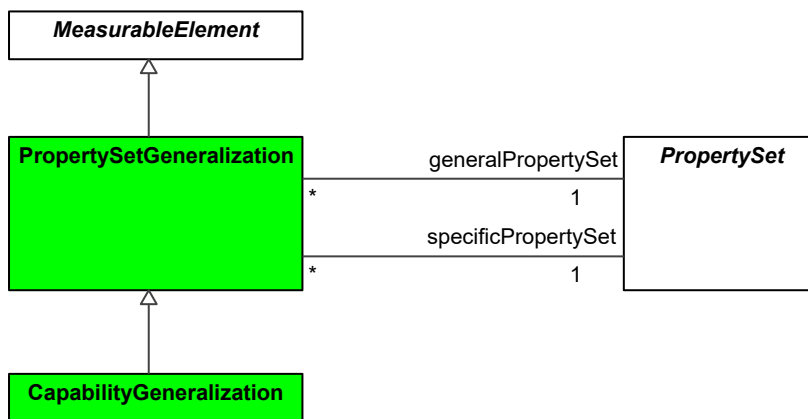 MeasurableElement
PropertySetGeneralization
generalPropertySet
PropertySet
*
1
specificPropertySet
*
1
CapabilityGeneralization